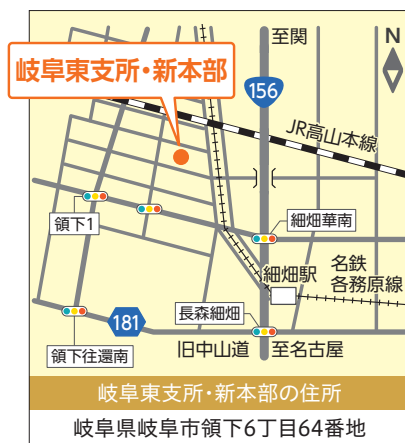 至関
N
岐阜東支所・新本部
156
JR高山本線
領下1
細畑華南
細畑駅
名鉄
各務原線
181
長森細畑
領下往還南
旧中山道
至名古屋
岐阜東支所・新本部の住所
岐阜県岐阜市領下6丁目64番地